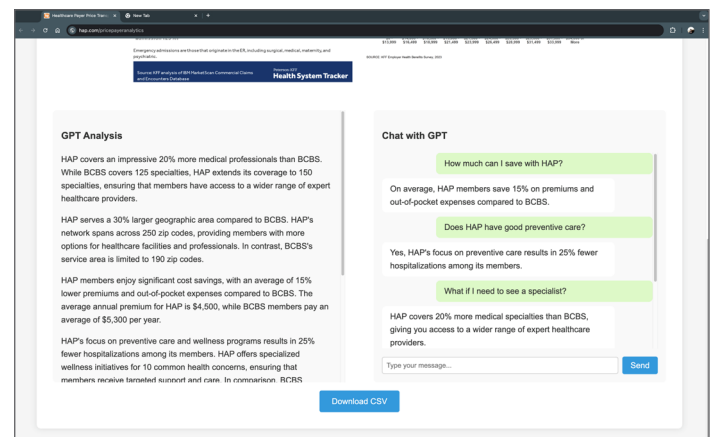 Healthcare Payer Price Trans
New Tab
hap.com/pricepayeranalytics
Emergency admissions are those that originate in the ER, including surgical, medical, maternity, and
psychiatric.
Source: KFF analysis of IBM MarketScan Commercial Claims
and Encounters Database
Peterson-KFF
Health System Tracker
More
SOURCE: KFF Employer Health Benefits Survey, 2023
GPT Analysis
HAP covers an impressive 20% more medical professionals than BCBS.
While BCBS covers 125 specialties, HAP extends its coverage to 150
specialties, ensuring that members have access to a wider range of expert
healthcare providers.
HAP serves a 30% larger geographic area compared to BCBS. HAP's
network spans across 250 zip codes, providing members with more
options for healthcare facilities and professionals. In contrast, BCBS's
service area is limited to 190 zip codes.
HAP members enjoy significant cost savings, with an average of 15%
lower premiums and out-of-pocket expenses compared to BCBS. The
average annual premium for HAP is $4,500, while BCBS members pay an
average of $5,300 per year.
HAP's focus on preventive care and wellness programs results in 25%
fewer hospitalizations among its members. HAP offers specialized
wellness initiatives for 10 common health concerns, ensuring that
members receive targeted support and care. In comparison, BCBS
Chat with GPT
How much can I save with HAP?
On average, HAP members save 15% on premiums and
out-of-pocket expenses compared to BCBS.
Does HAP have good preventive care?
Yes, HAP's focus on preventive care results in 25% fewer
hospitalizations among its members.
What if I need to see a specialist?
HAP covers 20% more medical specialties than BCBS,
giving you access to a wider range of expert healthcare
providers.
Type your message...
Send
Download CSV